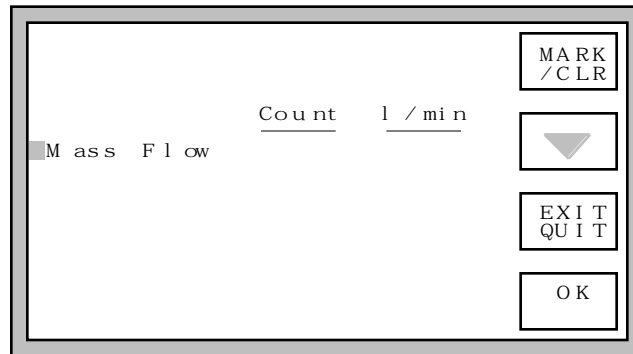 MARK
/CLR
Count l/min
Mass Flow
EXIT
QUIT
OK